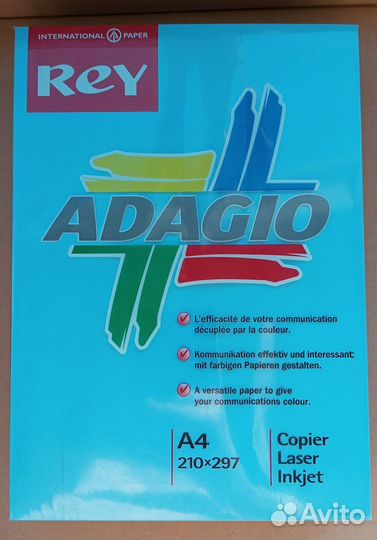 INTERNATIONAL PAPER
Rey
ADAGIO
L'efficacité de votre communication
décuplée par la couleur.
Kommunikation effektiv und interessant:
mit farbigen Papieren gestalten.
A versatile paper to give
your communications colour.
A4
210×297
Copier
Laser
Inkjet
Avito